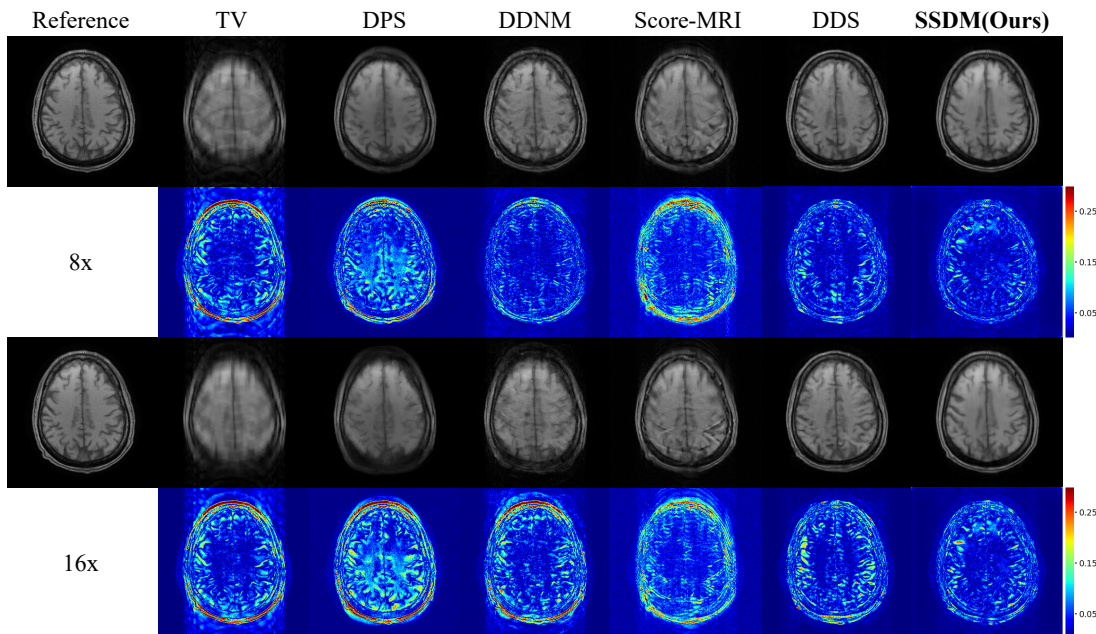 Reference TV DPS DDNM Score-MRI DDS SSDM(Ours)
8x
0.25
0.15
0.05
16x
0.25
0.15
0.05